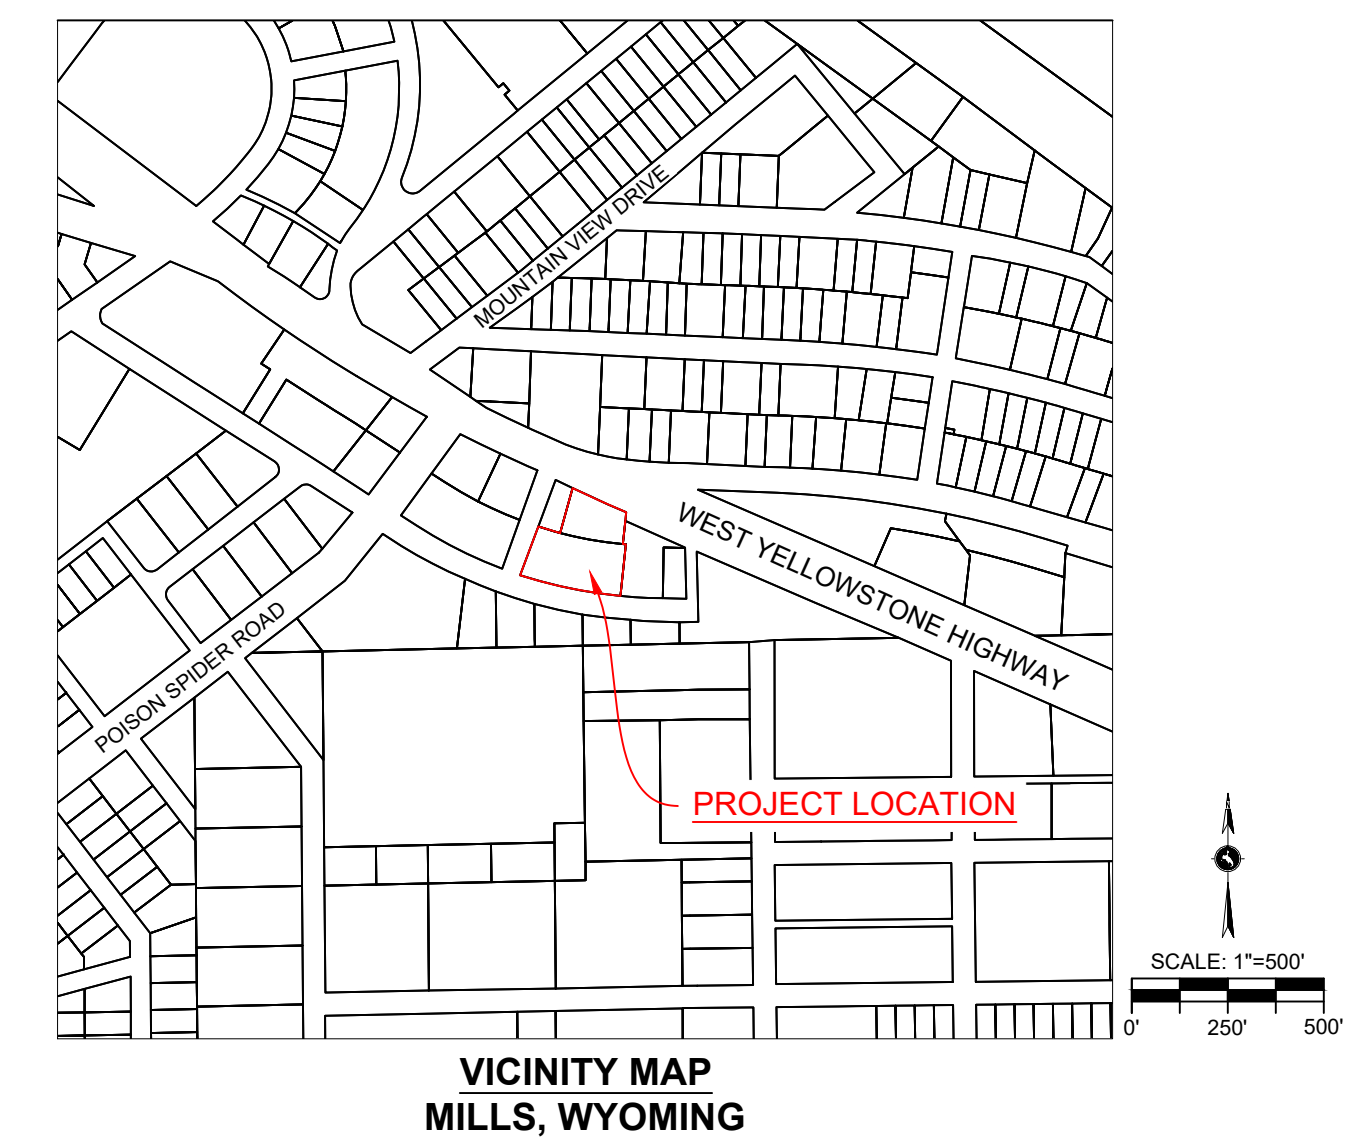 MOUNTAIN VIEW DRIVE
WEST YELLOWSTONE HIGHWAY
POISON SPIDER ROAD
PROJECT LOCATION
SCALE: 1"=500'
0' 250' 500'
VICINITY MAP
MILLS, WYOMING